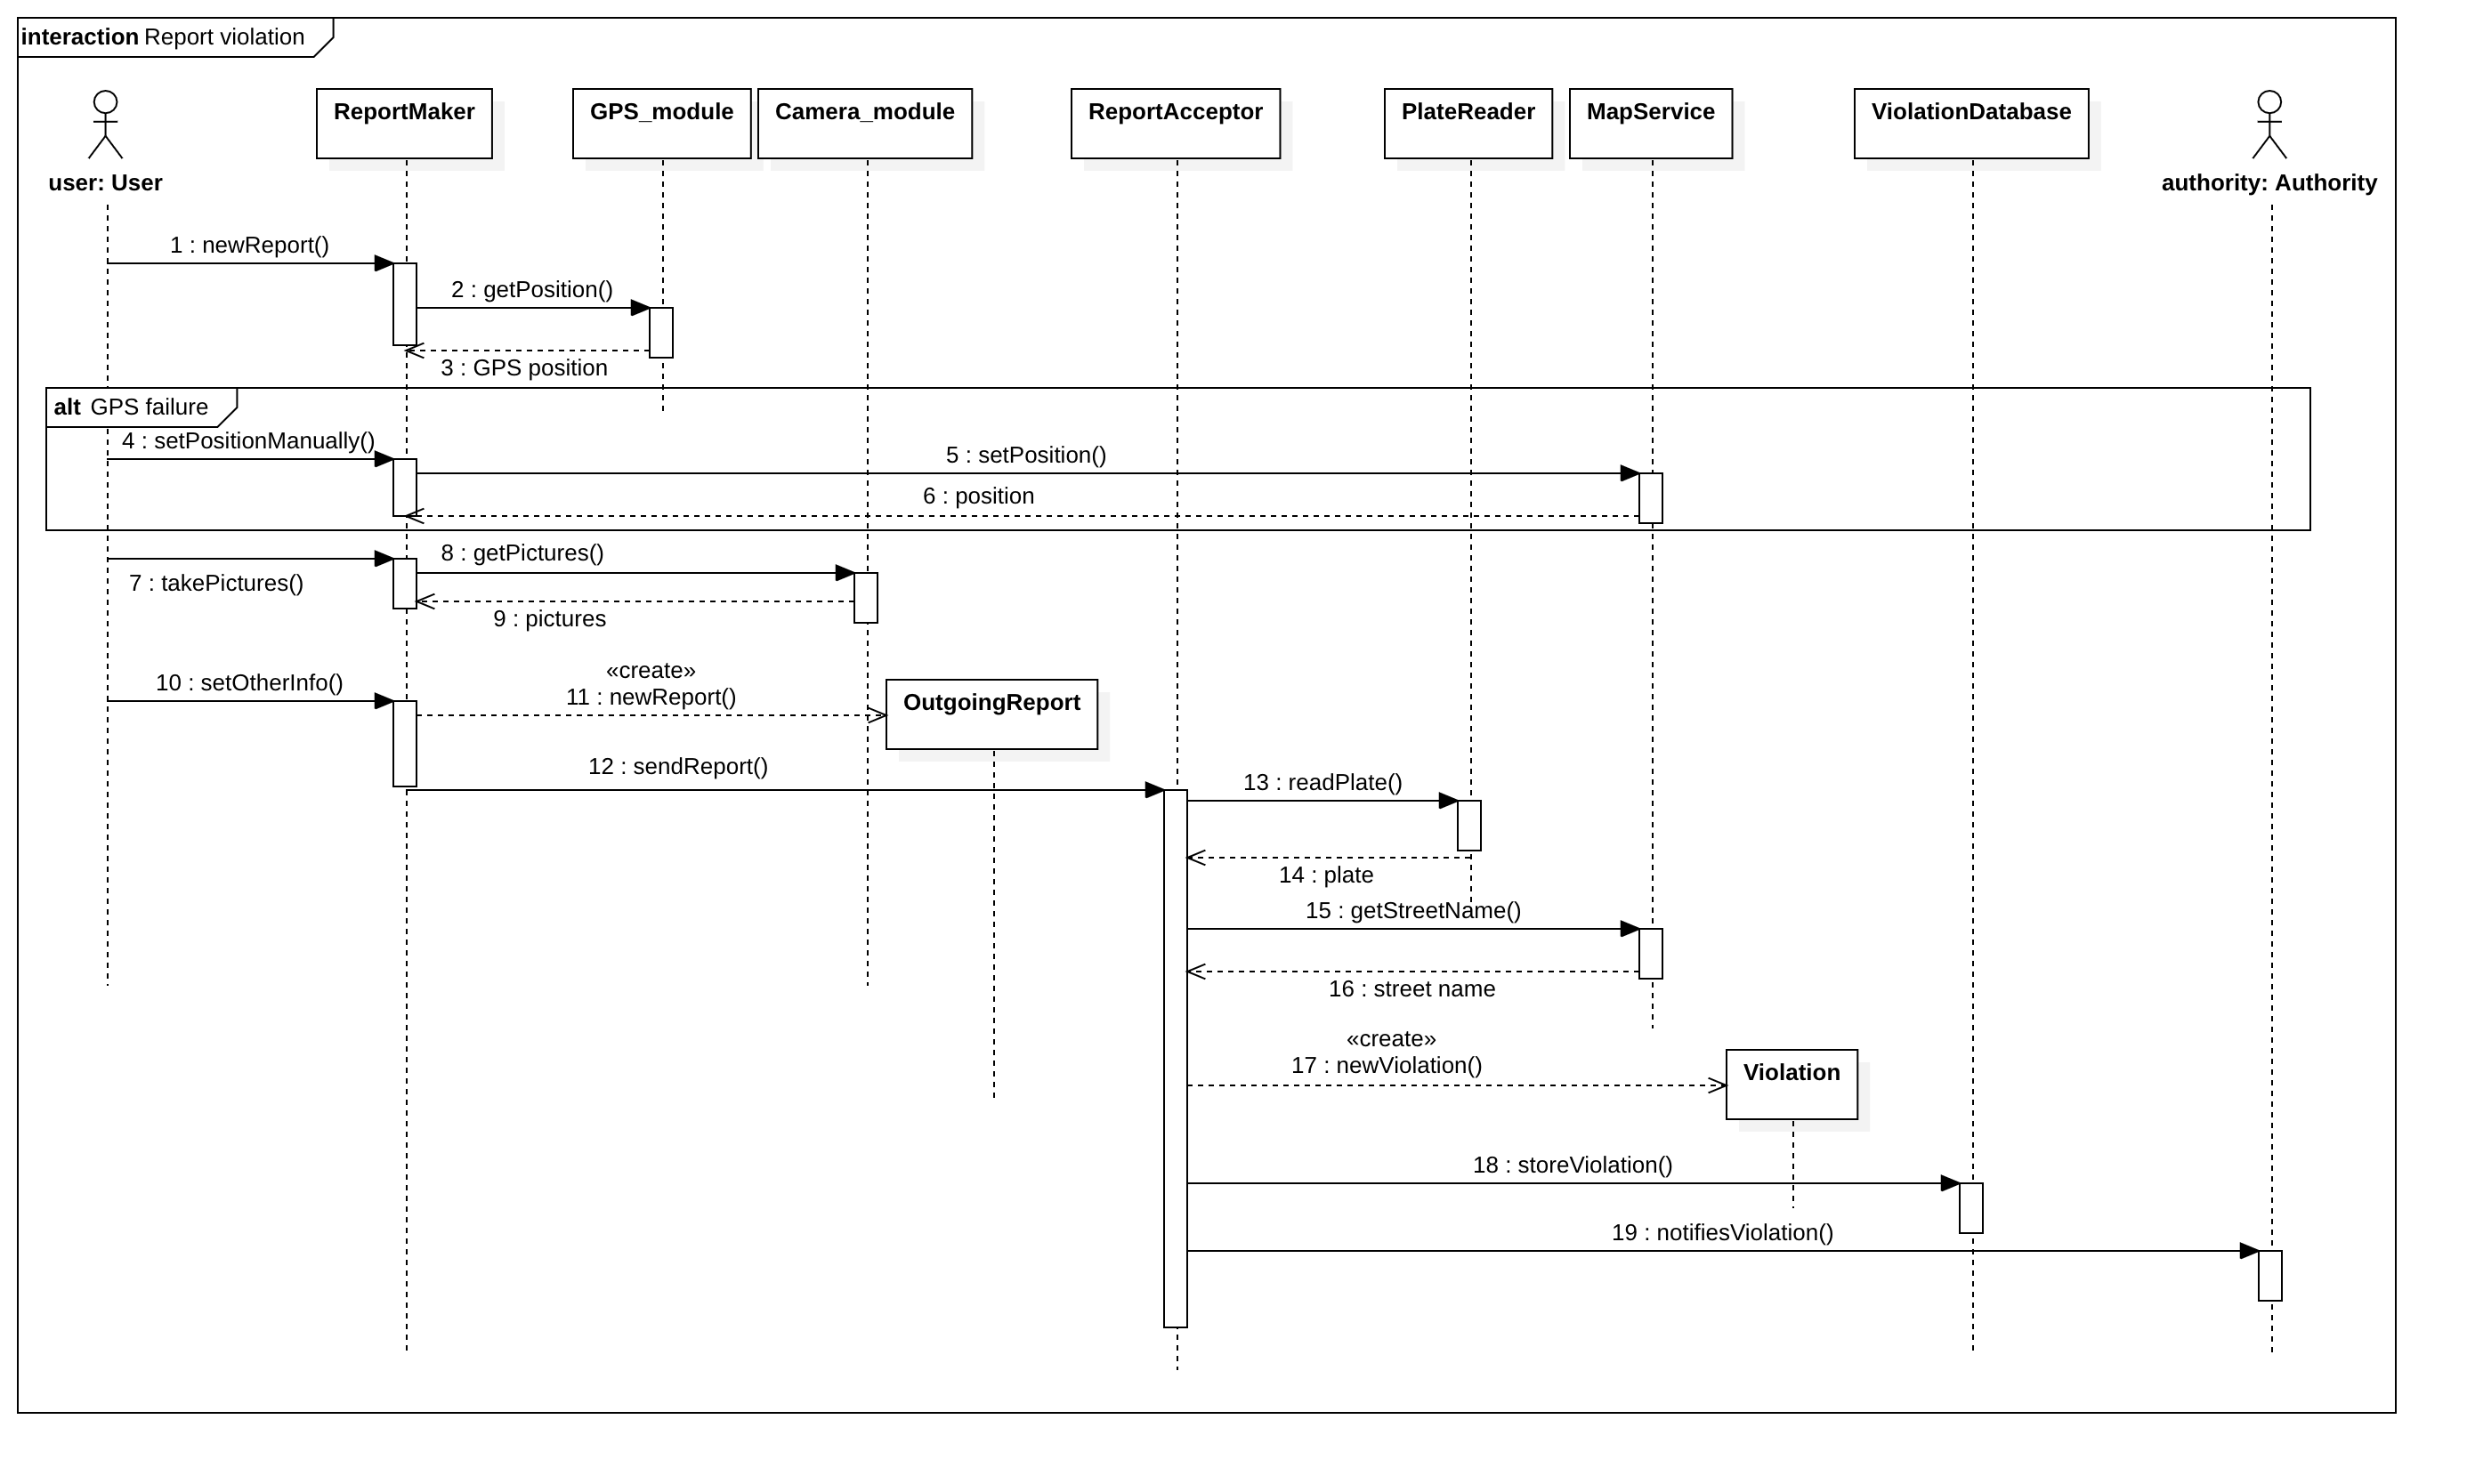 interaction Report violation
ReportMaker
GPS_module
Camera_module
ReportAcceptor
PlateReader
MapService
ViolationDatabase
user: User
authority: Authority
1 : newReport()
2 : getPosition()
3 : GPS position
alt GPS failure
4 : setPositionManually()
5 : setPosition()
6 : position
8 : getPictures()
7 : takePictures()
9 : pictures
«create»
10 : setOtherInfo()
11 : newReport()
OutgoingReport
12 : sendReport()
13 : readPlate()
14 : plate
15 : getStreetName()
16 : street name
«create»
17 : newViolation()
Violation
18 : storeViolation()
19 : notifiesViolation()